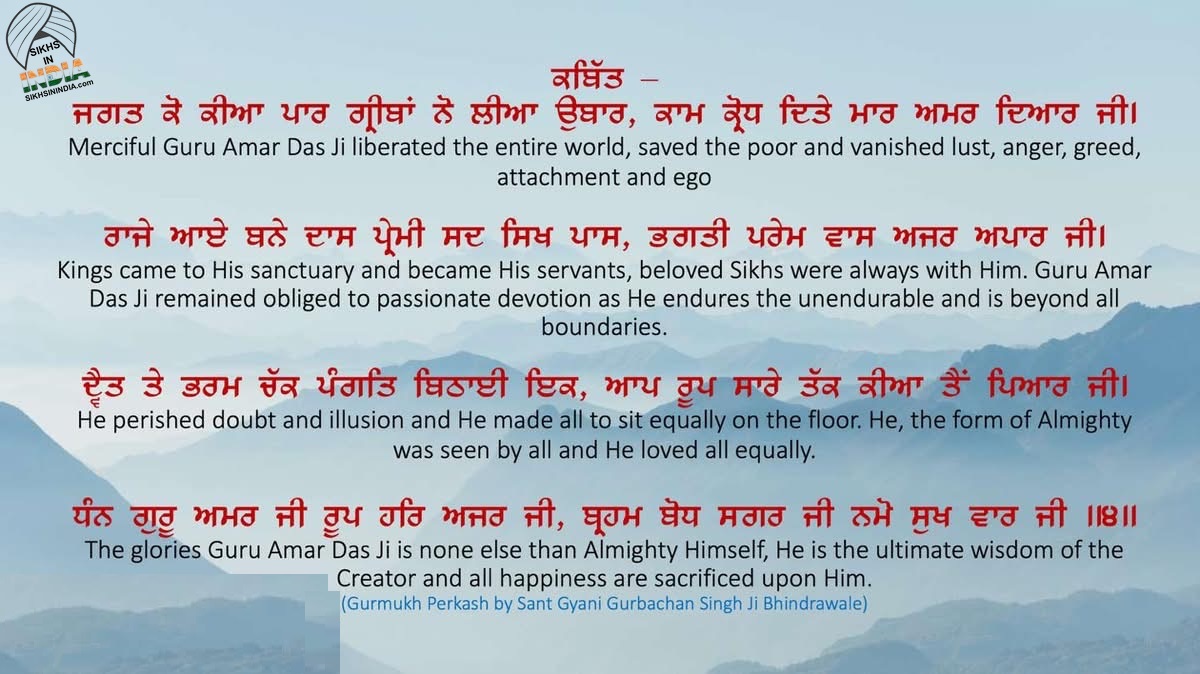 SIKHS
IN
INDIA
SIKHSININDIA.com
ਕਬਿੱਤ –
ਜਗਤ ਕੋ ਕੀਆ ਪਾਰ ਗ੍ਰੀਬਾਂ ਨੋ ਲੀਆ ਉਬਾਰ, ਕਾਮ ਕ੍ਰੋਧ ਦਿਤੇ ਮਾਰ ਅਮਰ ਦਿਆਰ ਜੀ।
Merciful Guru Amar Das Ji liberated the entire world, saved the poor and vanished lust, anger, greed,
attachment and ego
ਰਾਜੇ ਆਏ ਬਨੇ ਦਾਸ ਪ੍ਰੇਮੀ ਸਦ ਸਿਖ ਪਾਸ, ਭਗਤੀ ਪਰੇਮ ਵਾਸ ਅਜਰ ਅਪਾਰ ਜੀ।
Kings came to His sanctuary and became His servants, beloved Sikhs were always with Him. Guru Amar
Das Ji remained obliged to passionate devotion as He endures the unendurable and is beyond all
boundaries.
ਦ੍ਵੈਤ ਤੇ ਭਰਮ ਚੱਕ ਪੰਗਤਿ ਬਿਠਾਈ ਇਕ, ਆਪ ਰੂਪ ਸਾਰੇ ਤੱਕ ਕੀਆ ਤੈਂ ਪਿਆਰ ਜੀ।
He perished doubt and illusion and He made all to sit equally on the floor. He, the form of Almighty
was seen by all and He loved all equally.
ਧੰਨ ਗੁਰੂ ਅਮਰ ਜੀ ਰੂਪ ਹਰਿ ਅਜਰ ਜੀ, ਬ੍ਰਹਮ ਬੋਧ ਸਗਰ ਜੀ ਨਮੋ ਸੁਖ ਵਾਰ ਜੀ ॥੪॥
The glories Guru Amar Das Ji is none else than Almighty Himself, He is the ultimate wisdom of the
Creator and all happiness are sacrificed upon Him.
(Gurmukh Perkash by Sant Gyani Gurbachan Singh Ji Bhindrawale)